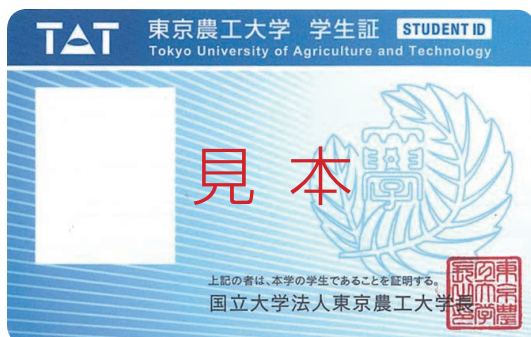 TAT 東京農工大学 学生証 STUDENT ID
Tokyo University of Agriculture and Technology
見本
上記の者は、本学の学生であることを証明する。
国立大学法人東京農工大学長